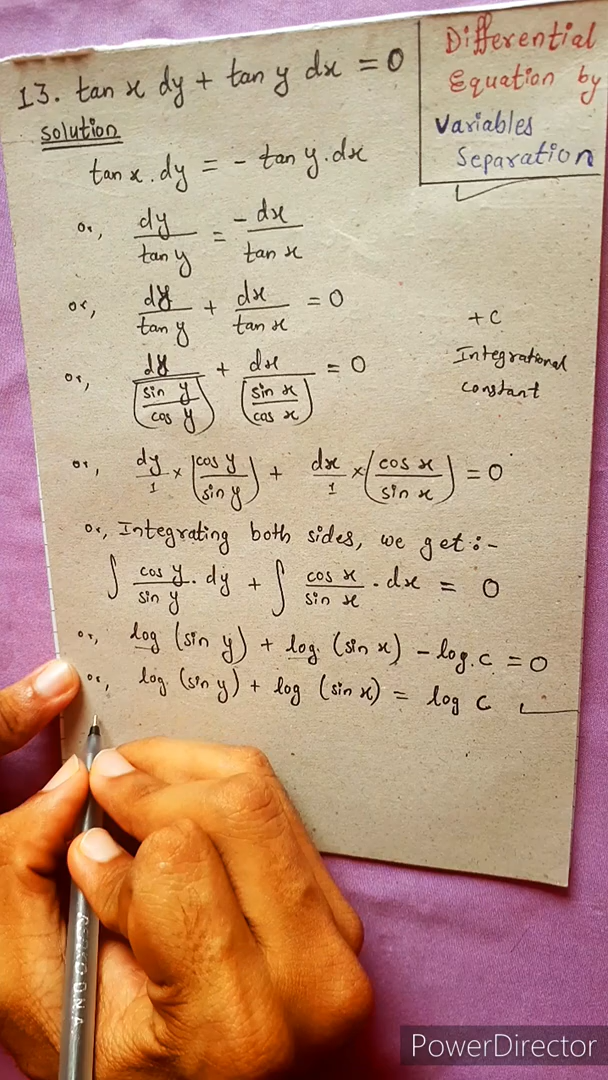 13. tan x dy + tan y dx = 0
Differential
Equation by
Variables
Separation
solution
tan x . dy = - tan y . dx
or, dy/tan y = -dx/tan x
or, dy/tan y + dx/tan x = 0
+ c
Integrational
constant
or, dy/(sin y/cos y) + dx/(sin x/cos x) = 0
or, dy/1 × (cos y/sin y) + dx/1 × (cos x/sin x) = 0
or, Integrating both sides, we get :-
∫ cos y/sin y . dy + ∫ cos x/sin x . dx = 0
or, log (sin y) + log (sin x) - log . c = 0
or, log (sin y) + log (sin x) = log c
PowerDirector